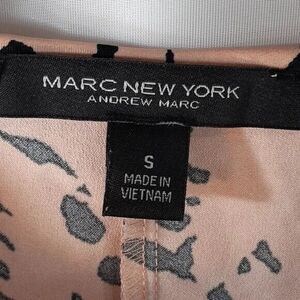 MARC NEW YORK
ANDREW MARC
S
MADE IN
VIETNAM